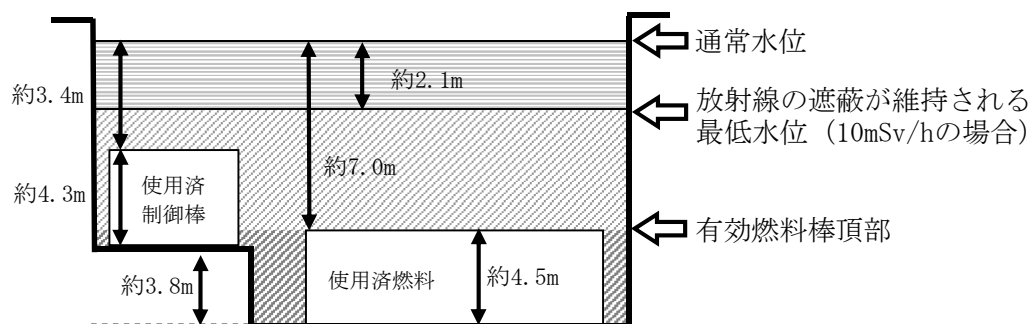 通常水位
約2.1m
約3.4m
放射線の遮蔽が維持される
最低水位（10mSv/hの場合）
約7.0m
使用済
制御棒
約4.3m
有効燃料棒頂部
使用済燃料
約4.5m
約3.8m